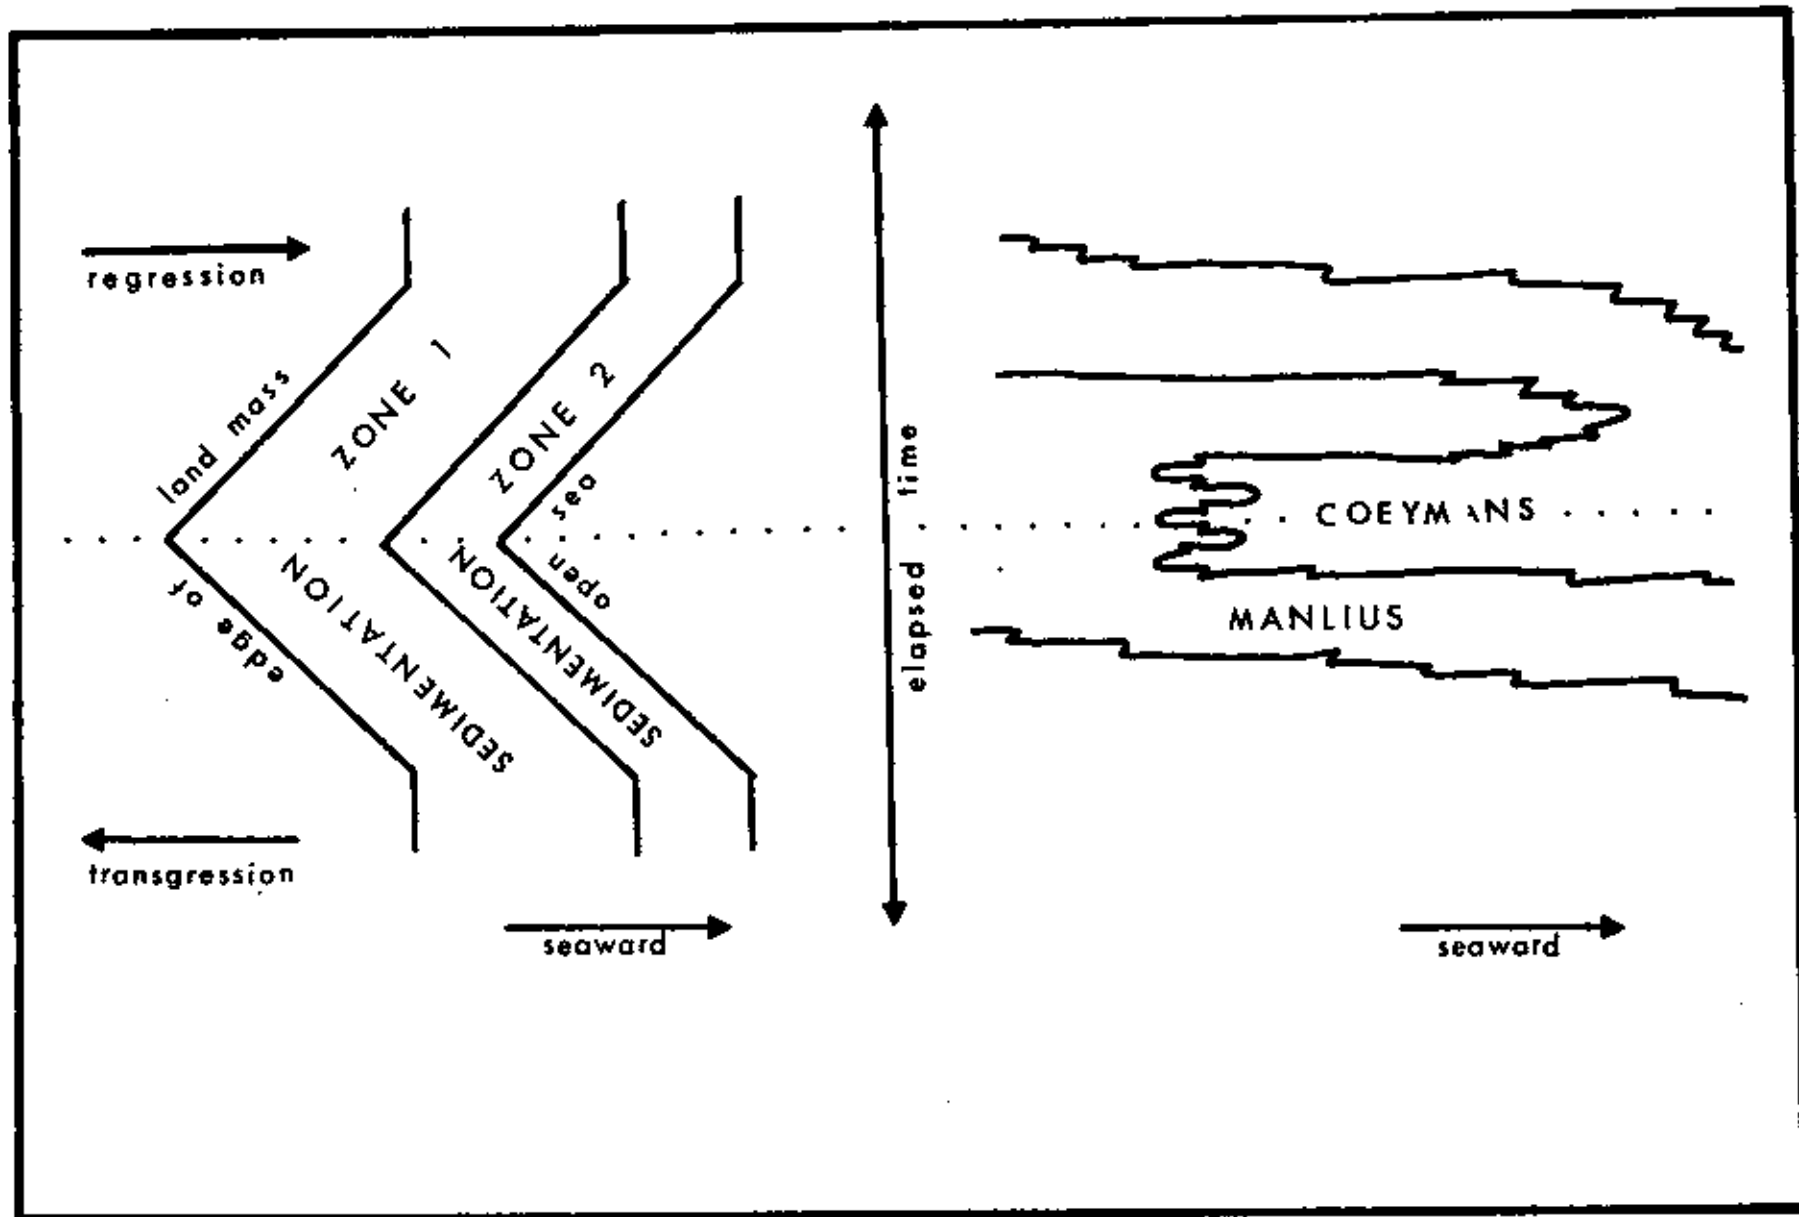 regression
land mass
ZONE 1
ZONE 2
open sea
edge of
SEDIMENTATION
SEDIMENTATION
transgression
seaward
elapsed time
COEYMANS
MANLIUS
seaward